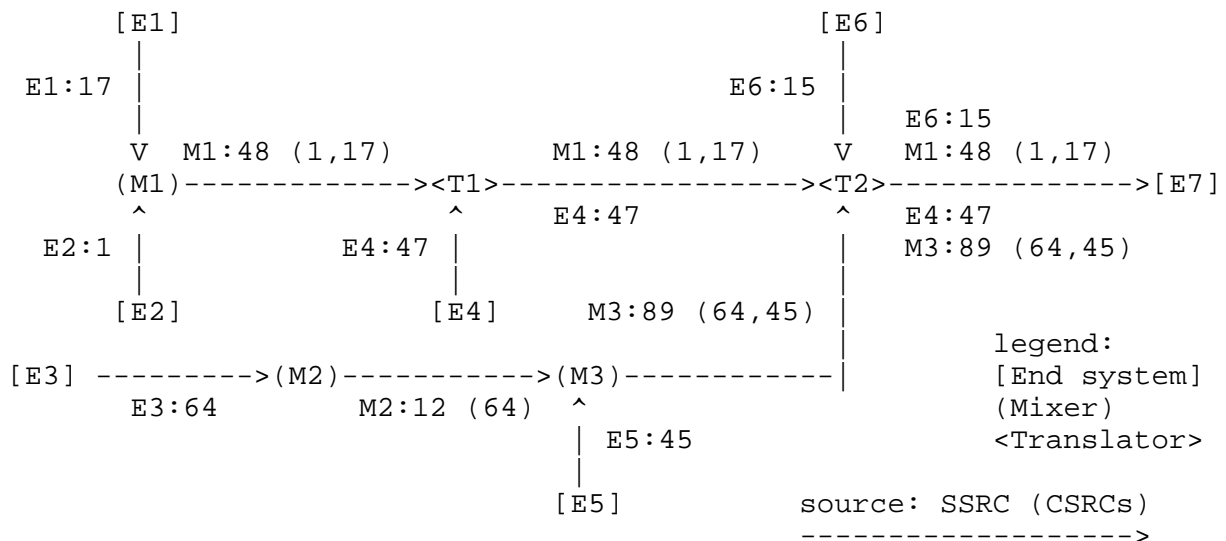 [E1] [E6]
| |
E1:17 | E6:15 |
| | E6:15
V M1:48 (1,17) M1:48 (1,17) V M1:48 (1,17)
(M1)-------------><T1>-----------------><T2>-------------->[E7]
^ ^ E4:47 ^ E4:47
E2:1 | E4:47 | | M3:89 (64,45)
| | |
[E2] [E4] M3:89 (64,45) |
| legend:
[E3] --------->(M2)----------->(M3)------------| [End system]
E3:64 M2:12 (64) ^ (Mixer)
| E5:45 <Translator>
|
[E5] source: SSRC (CSRCs)
------------------->